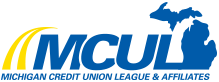 MCUL
MICHIGAN CREDIT UNION LEAGUE & AFFILIATES